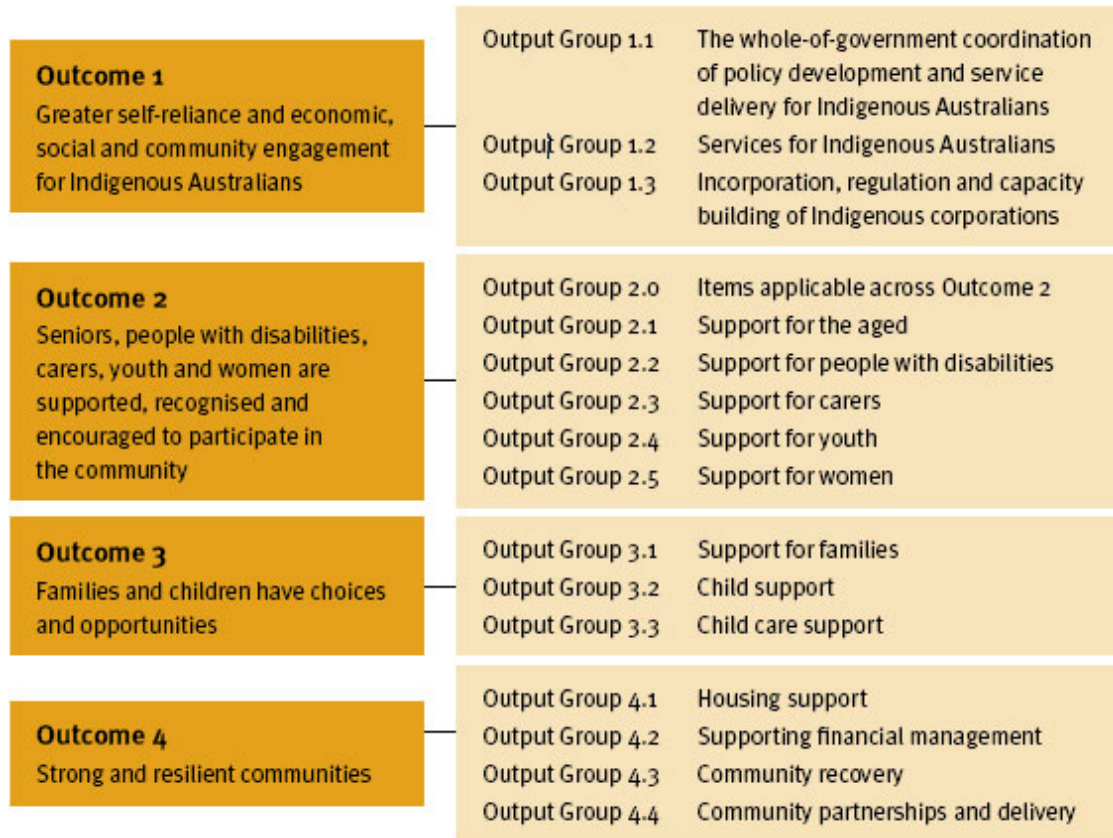 Outcome 1
Greater self-reliance and economic,
social and community engagement
for Indigenous Australians
Output Group 1.1 The whole-of-government coordination
of policy development and service
delivery for Indigenous Australians
Output Group 1.2 Services for Indigenous Australians
Output Group 1.3 Incorporation, regulation and capacity
building of Indigenous corporations
Outcome 2
Seniors, people with disabilities,
carers, youth and women are
supported, recognised and
encouraged to participate in
the community
Output Group 2.0 Items applicable across Outcome 2
Output Group 2.1 Support for the aged
Output Group 2.2 Support for people with disabilities
Output Group 2.3 Support for carers
Output Group 2.4 Support for youth
Output Group 2.5 Support for women
Outcome 3
Families and children have choices
and opportunities
Output Group 3.1 Support for families
Output Group 3.2 Child support
Output Group 3.3 Child care support
Outcome 4
Strong and resilient communities
Output Group 4.1 Housing support
Output Group 4.2 Supporting financial management
Output Group 4.3 Community recovery
Output Group 4.4 Community partnerships and delivery